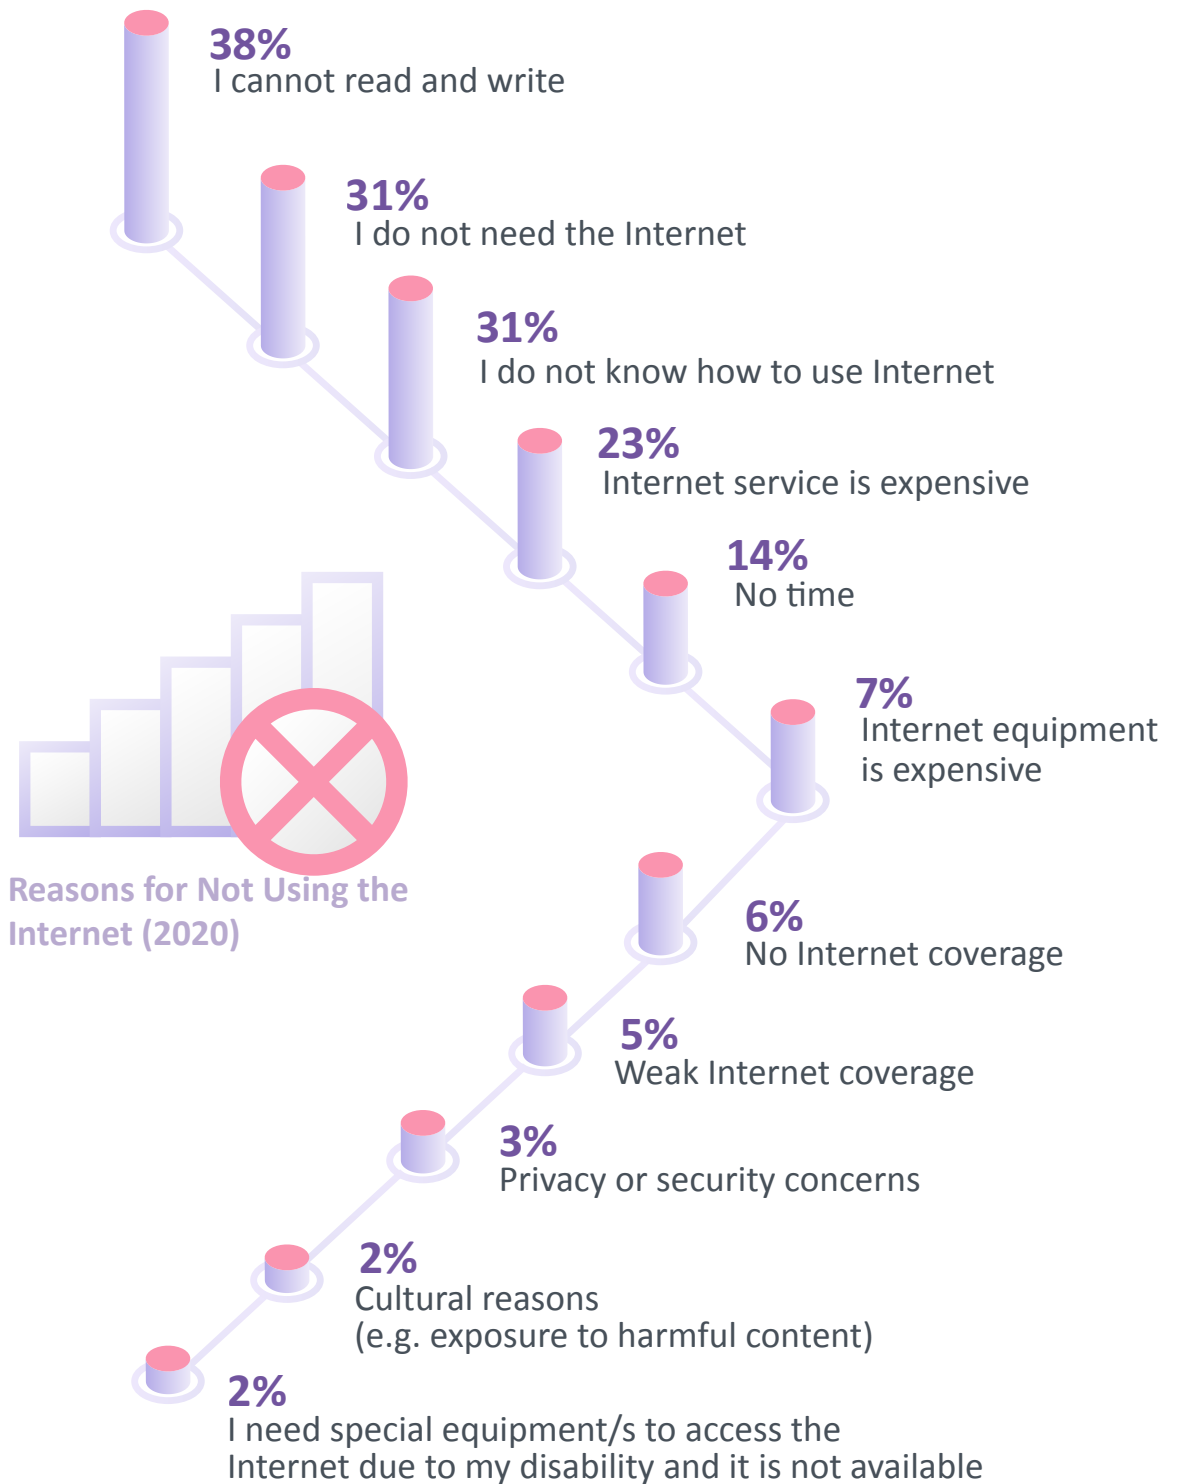 38%
I cannot read and write
31%
I do not need the Internet
31%
I do not know how to use Internet
23%
Internet service is expensive
14%
No time
7%
Internet equipment
is expensive
Reasons for Not Using the
Internet (2020)
6%
No Internet coverage
5%
Weak Internet coverage
3%
Privacy or security concerns
2%
Cultural reasons
(e.g. exposure to harmful content)
2%
I need special equipment/s to access the
Internet due to my disability and it is not available